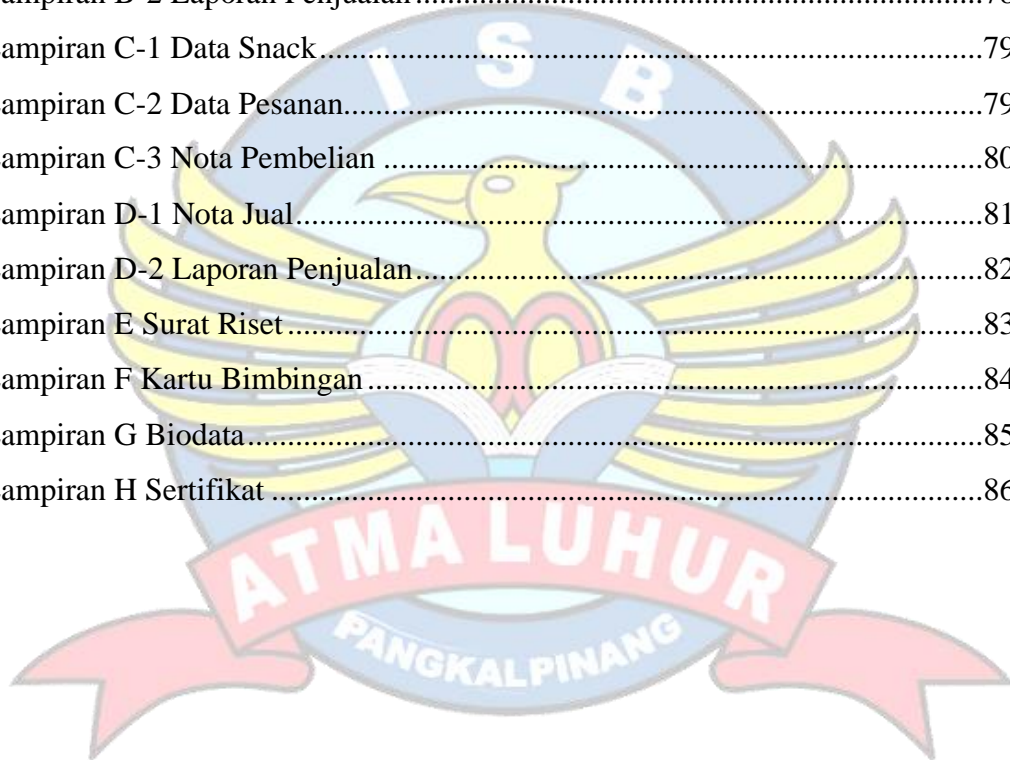 ampiran B-2 Laporan Penjualan
ampiran C-1 Data Snack....................79
ampiran C-2 Data Pesanan....................79
ampiran C-3 Nota Pembelian ....................80
ampiran D-1 Nota Jual....................81
ampiran D-2 Laporan Penjualan....................82
ampiran E Surat Riset....................83
ampiran F Kartu Bimbingan....................84
ampiran G Biodata....................85
ampiran H Sertifikat ....................86
I S B
ATMA LUHUR
PANGKALPINANG